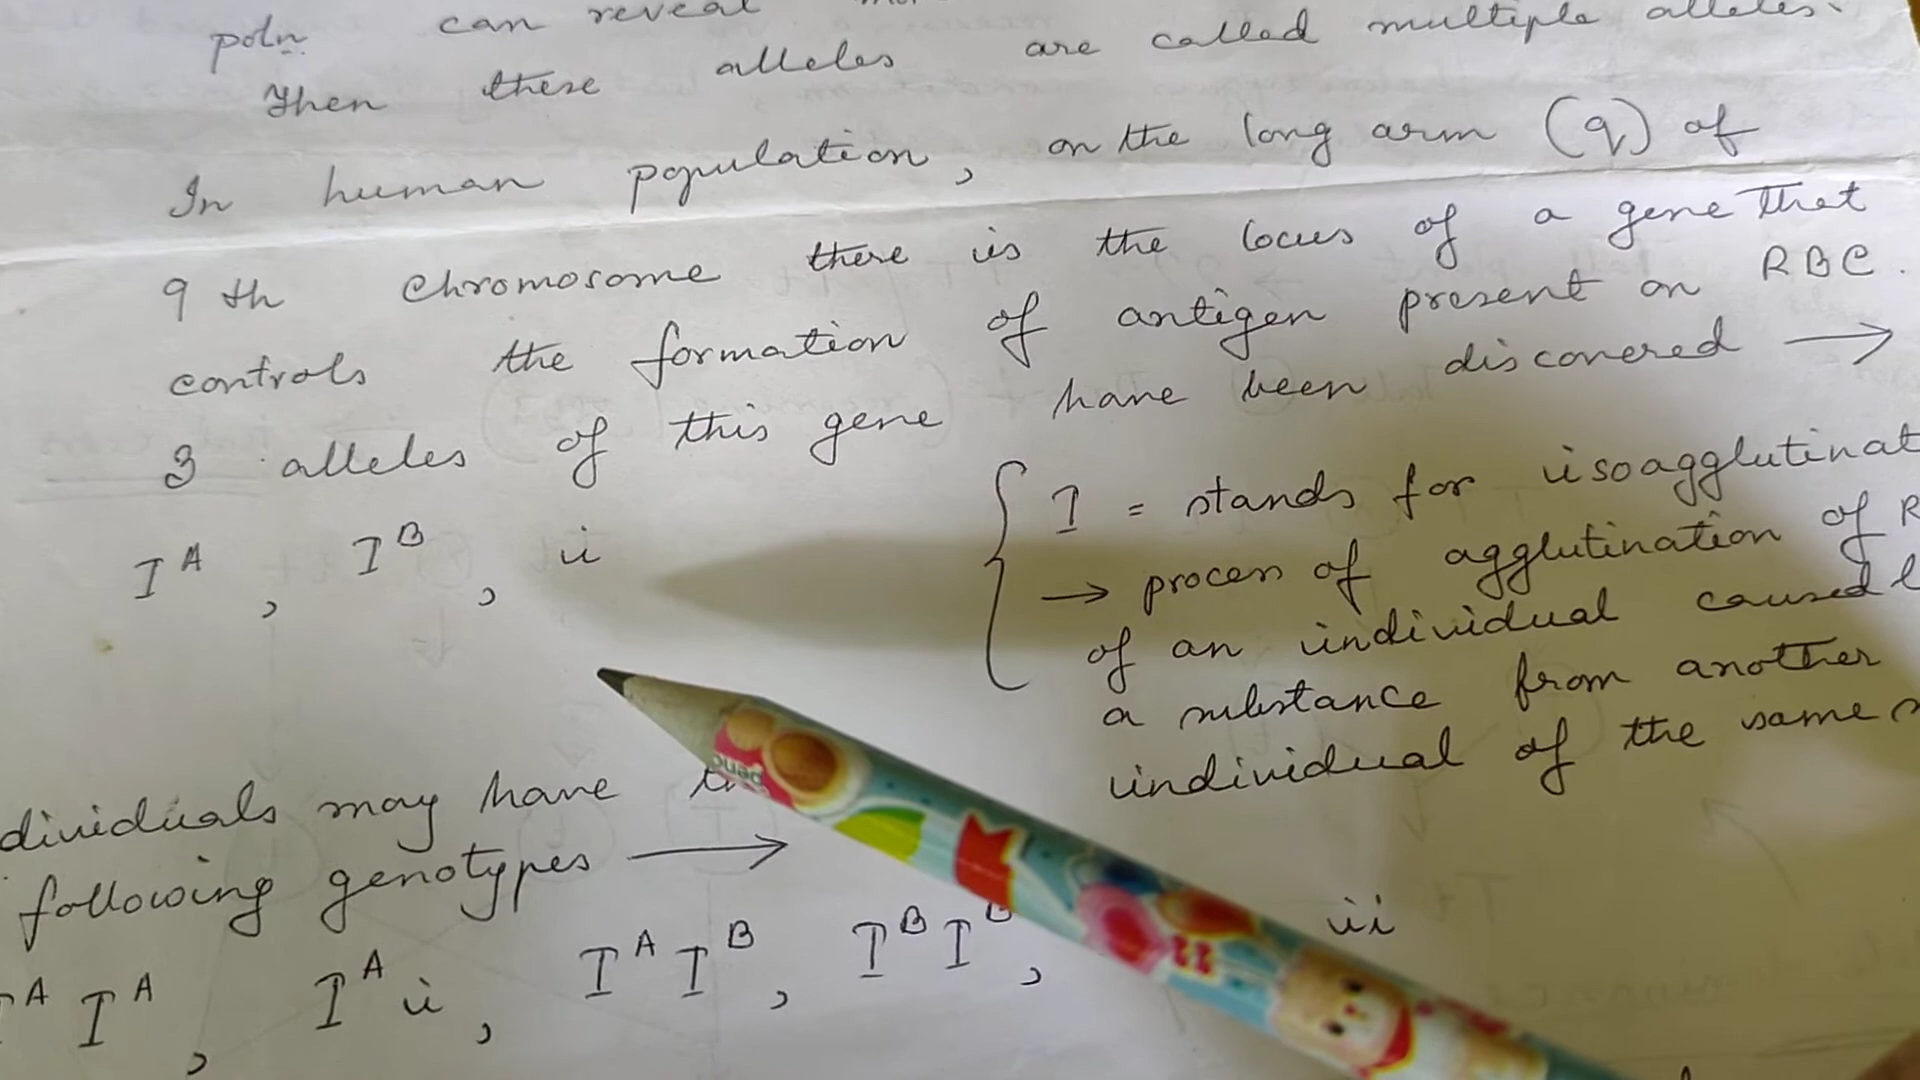 poln can reveal
Then these alleles are called multiple alleles.
In human population, on the long arm (q) of
9 th chromosome there is the locus of a gene that
controls the formation of antigen present on RBC.
3 alleles of this gene have been discovered →
I^A, I^B, i
{ I = stands for isoagglutinat
→ process of agglutination of R
of an individual caused
a substance from another
individual of the same
dividuals may have
following genotypes →
I^A I^A, I^A i, I^A I^B, I^B I^B, ii